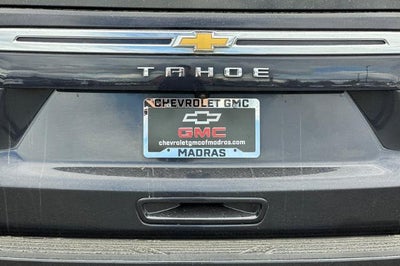 TAHOE
CHEVROLET GMC
GMC
chevroletgmcofmadras.com
MADRAS